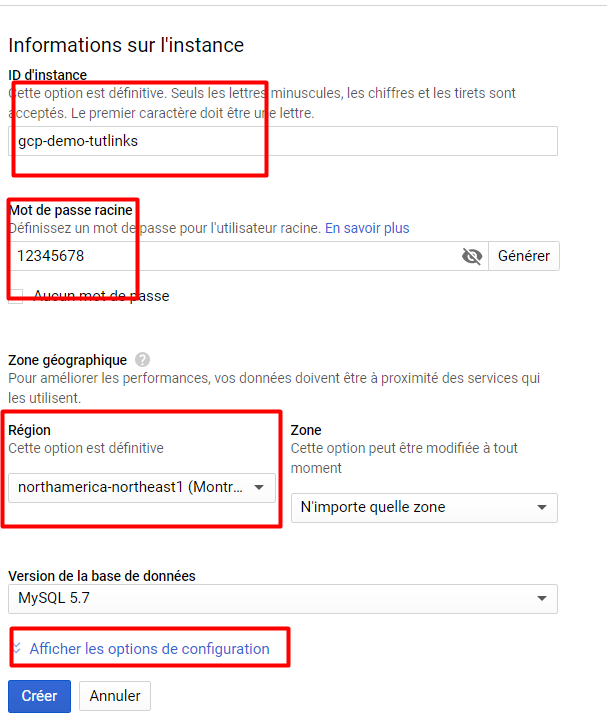 Informations sur l'instance
ID d'instance
Cette option est définitive. Seuls les lettres minuscules, les chiffres et les tirets sont
acceptés. Le premier caractère doit être une lettre.
gcp-demo-tutlinks
Mot de passe racine
Définissez un mot de passe pour l'utilisateur racine. En savoir plus
12345678
Générer
Aucun mot de passe
Zone géographique ?
Pour améliorer les performances, vos données doivent être à proximité des services qui
les utilisent.
Région
Cette option est définitive
northamerica-northeast1 (Montr...
Zone
Cette option peut être modifiée à tout
moment
N'importe quelle zone
Version de la base de données
MySQL 5.7
Afficher les options de configuration
Créer
Annuler